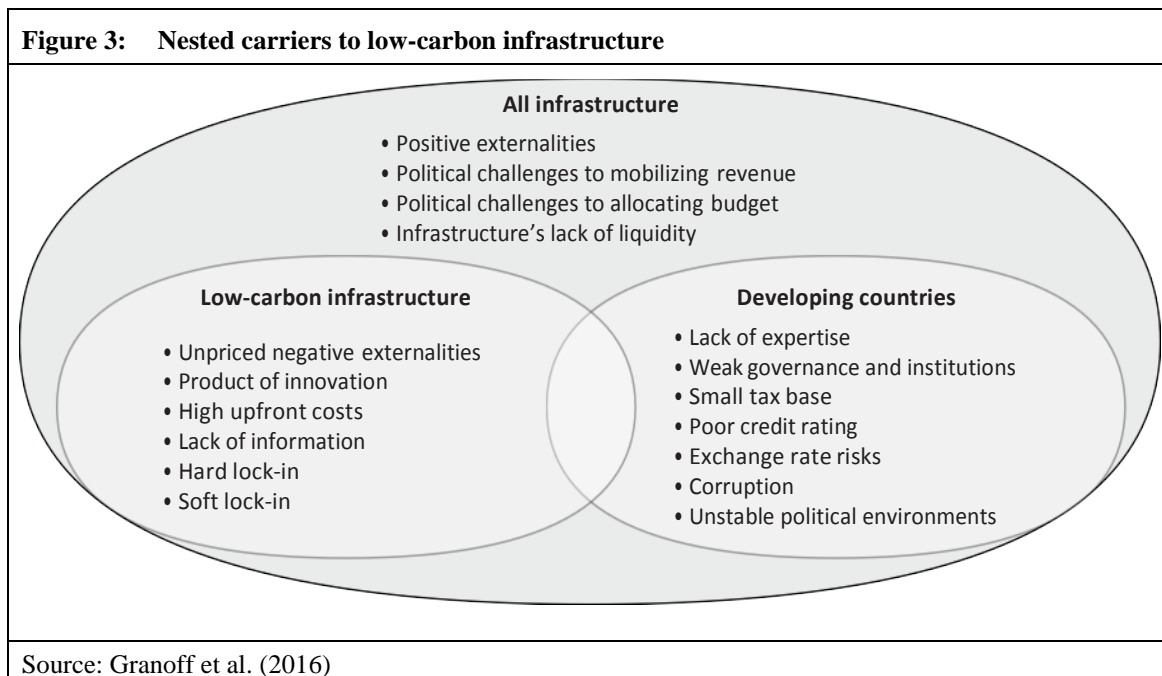 Figure 3: Nested carriers to low-carbon infrastructure
All infrastructure
• Positive externalities
• Political challenges to mobilizing revenue
• Political challenges to allocating budget
• Infrastructure's lack of liquidity
Low-carbon infrastructure
• Unpriced negative externalities
• Product of innovation
• High upfront costs
• Lack of information
• Hard lock-in
• Soft lock-in
Developing countries
• Lack of expertise
• Weak governance and institutions
• Small tax base
• Poor credit rating
• Exchange rate risks
• Corruption
• Unstable political environments
Source: Granoff et al. (2016)